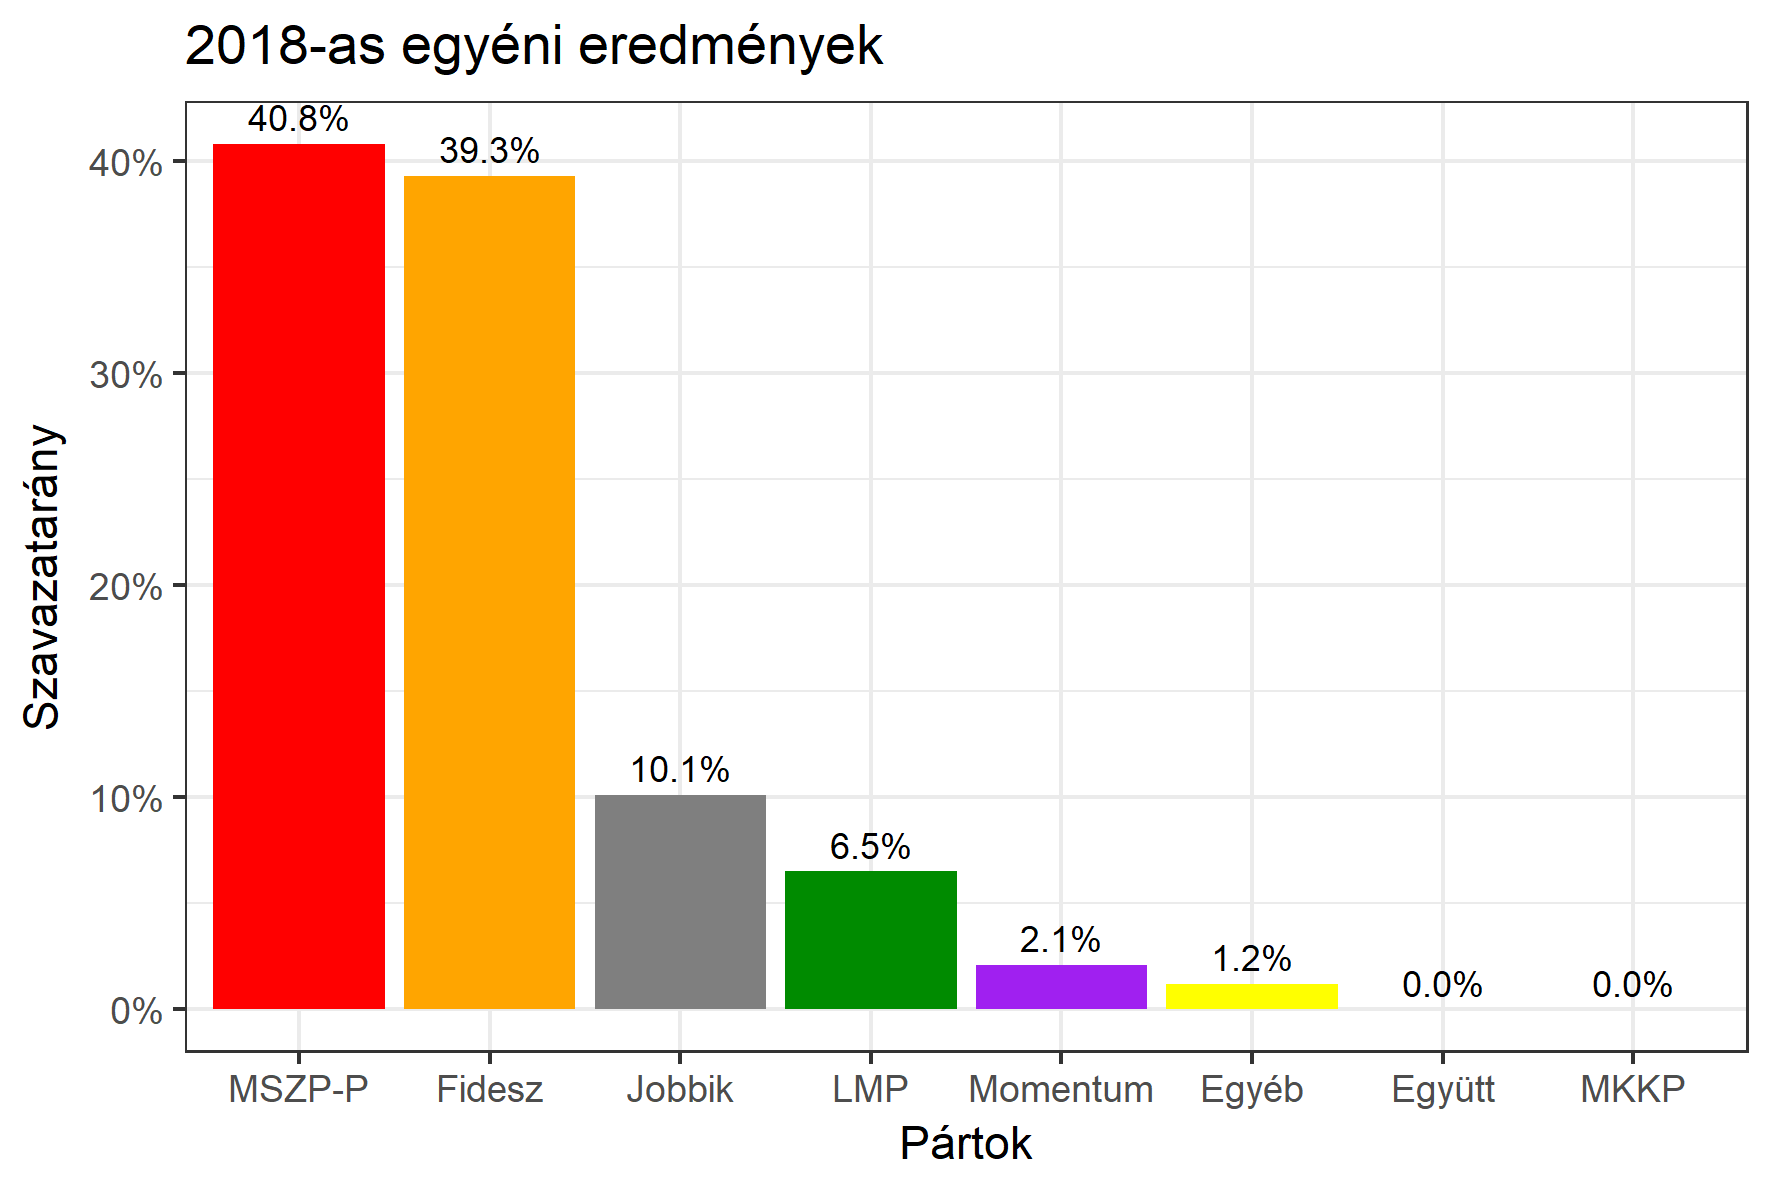 2018-as egyéni eredmények
Szavazatarány
40%
30%
20%
10%
0%
40.8%
39.3%
10.1%
6.5%
2.1%
1.2%
0.0%
0.0%
MSZP-P
Fidesz
Jobbik
LMP
Momentum
Egyéb
Együtt
MKKP
Pártok